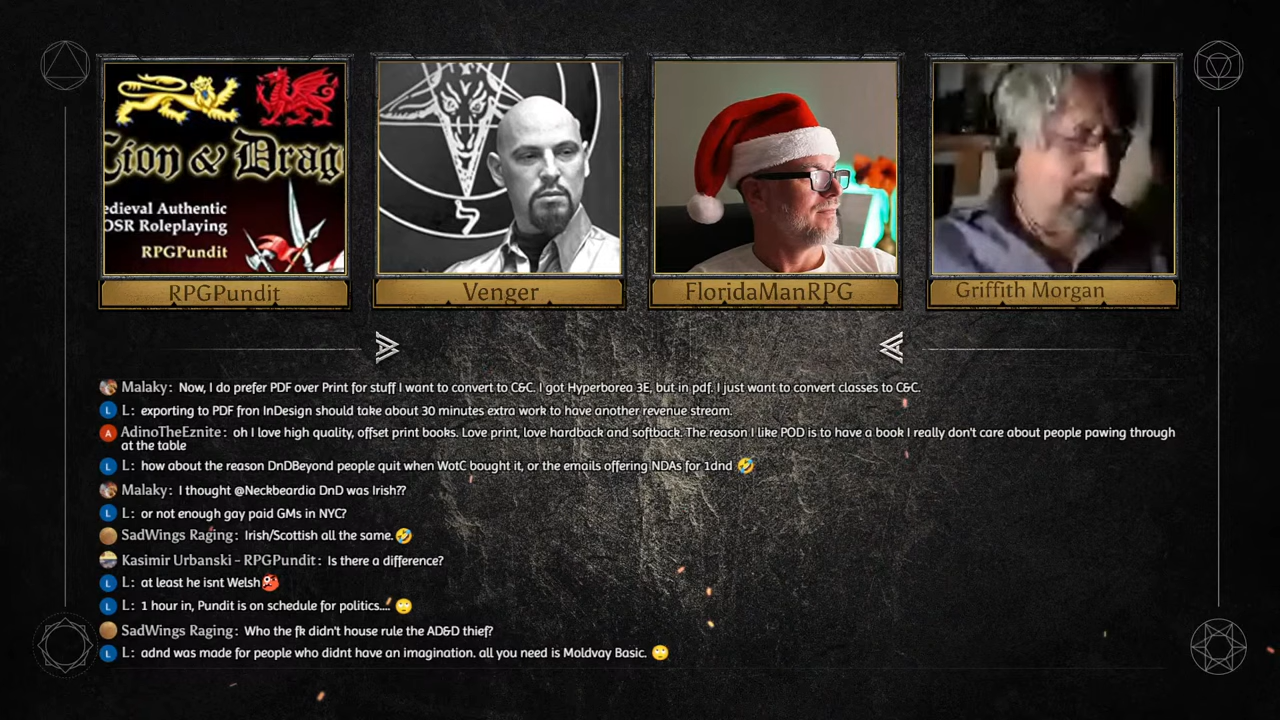 Lion & Drag
edieval Authentic
OSR Roleplaying
RPGPundit
RPGPundit
Venger
FloridaManRPG
Griffith Morgan
Malaky: Now, I do prefer PDF over Print for stuff I want to convert to C&C. I got Hyperborea 3E, but in pdf. I just want to convert classes to C&C.
L L: exporting to PDF fron InDesign should take about 30 minutes extra work to have another revenue stream.
A AdinoTheEznite: oh I love high quality, offset print books. Love print, love hardback and softback. The reason I like POD is to have a book I really don't care about people pawing through
at the table
L L: how about the reason DnDBeyond people quit when WotC bought it, or the emails offering NDAs for 1dnd 🤣
Malaky: I thought @Neckbeardia DnD was Irish??
L L: or not enough gay paid GMs in NYC?
SadWings Raging: Irish/Scottish all the same. 🤣
Kasimir Urbanski - RPGPundit: Is there a difference?
L L: at least he isnt Welsh
L L: 1 hour in, Pundit is on schedule for politics.... 🙄
SadWings Raging: Who the fk didn't house rule the AD&D thief?
L L: adnd was made for people who didnt have an imagination. all you need is Moldvay Basic. 🙄